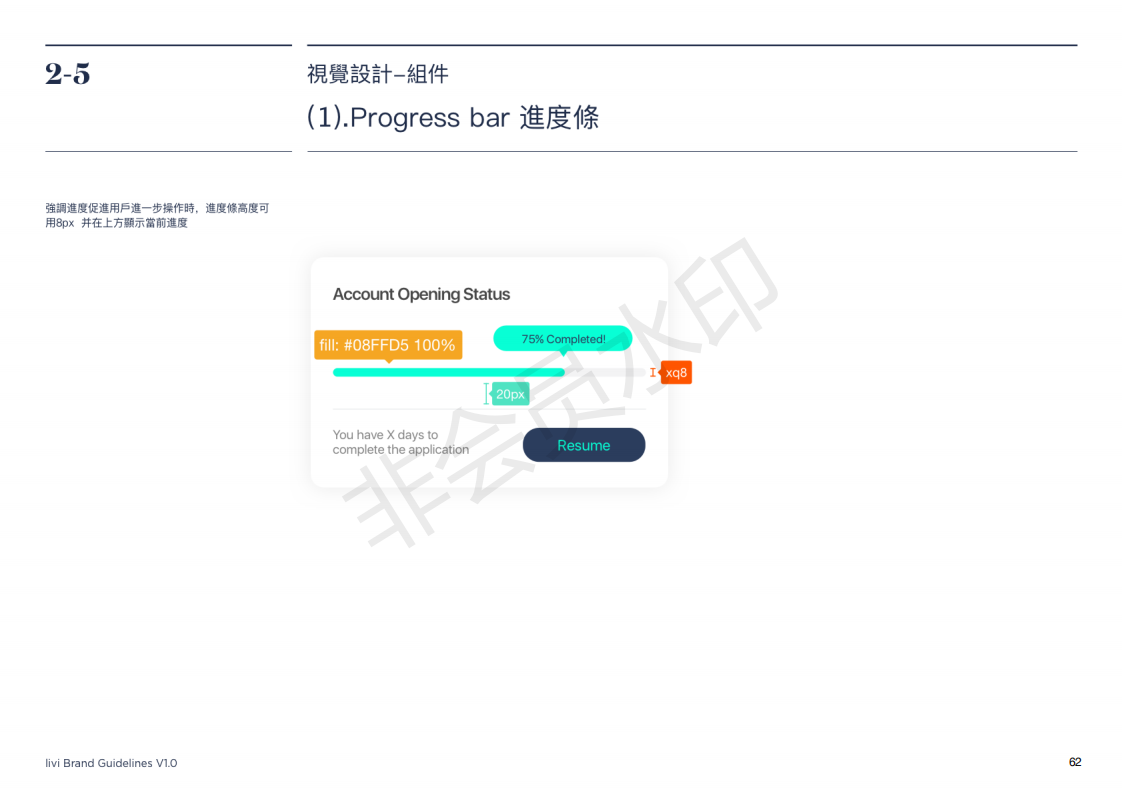 2-5
視覺設計–組件
(1).Progress bar 進度條
強調進度促進用戶進一步操作時，進度條高度可
用8px 并在上方顯示當前進度
Account Opening Status
75% Completed!
fill: #08FFD5 100%
xq8
20px
You have X days to
complete the application
Resume
非会员水印
livi Brand Guidelines V1.0
62